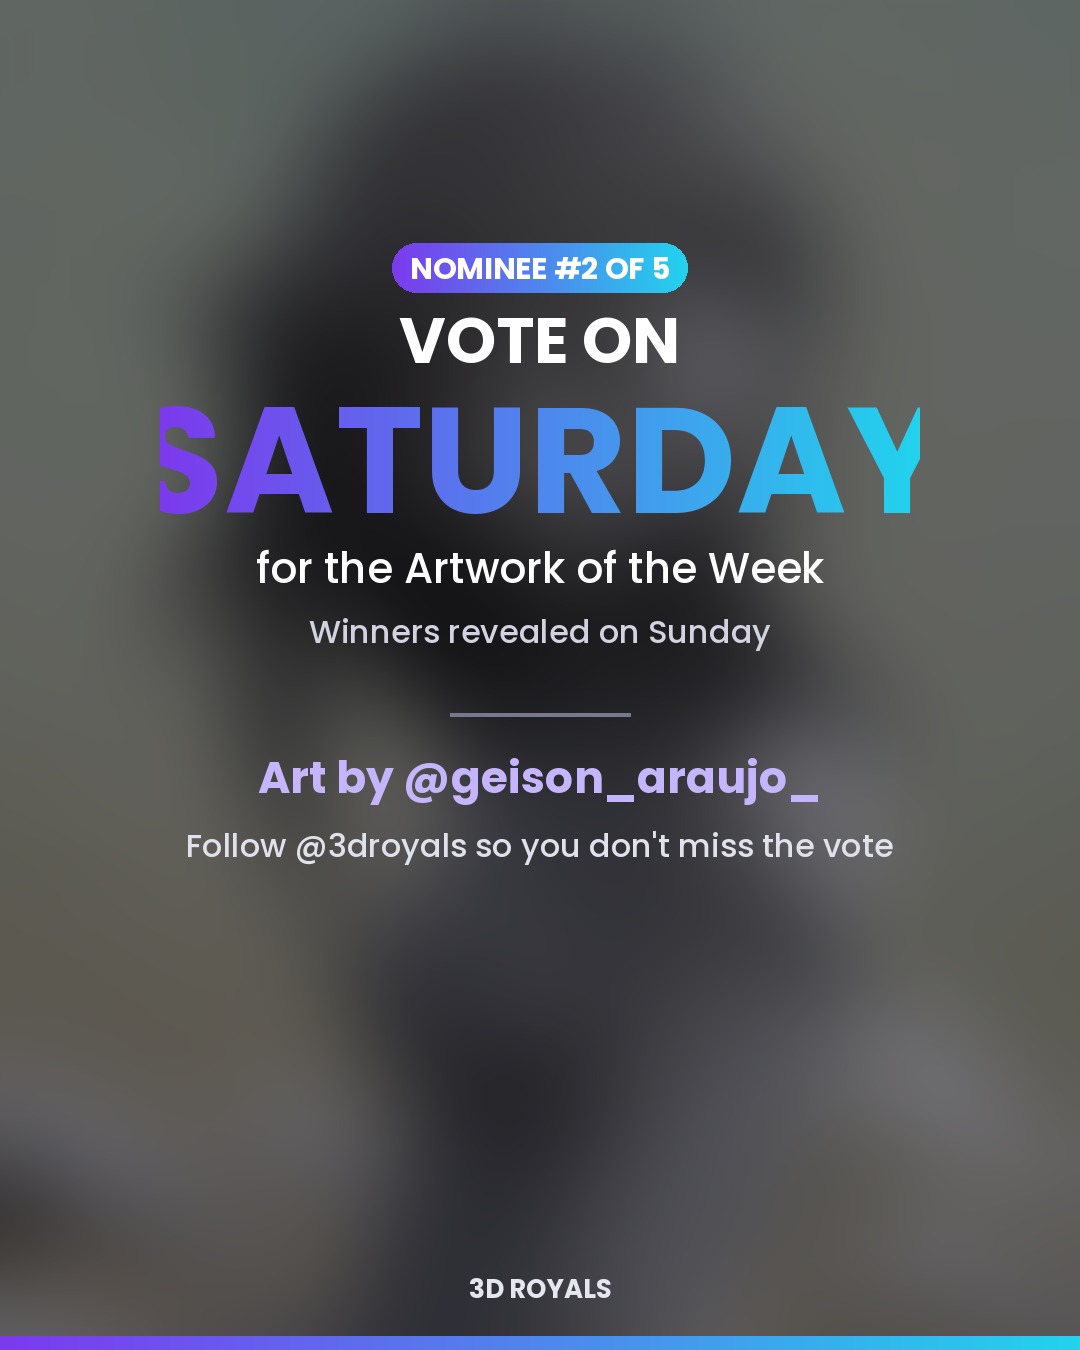 NOMINEE #2 OF 5
VOTE ON
SATURDAY
for the Artwork of the Week
Winners revealed on Sunday
Art by @geison_araujo_
Follow @3droyals so you don't miss the vote
3D ROYALS